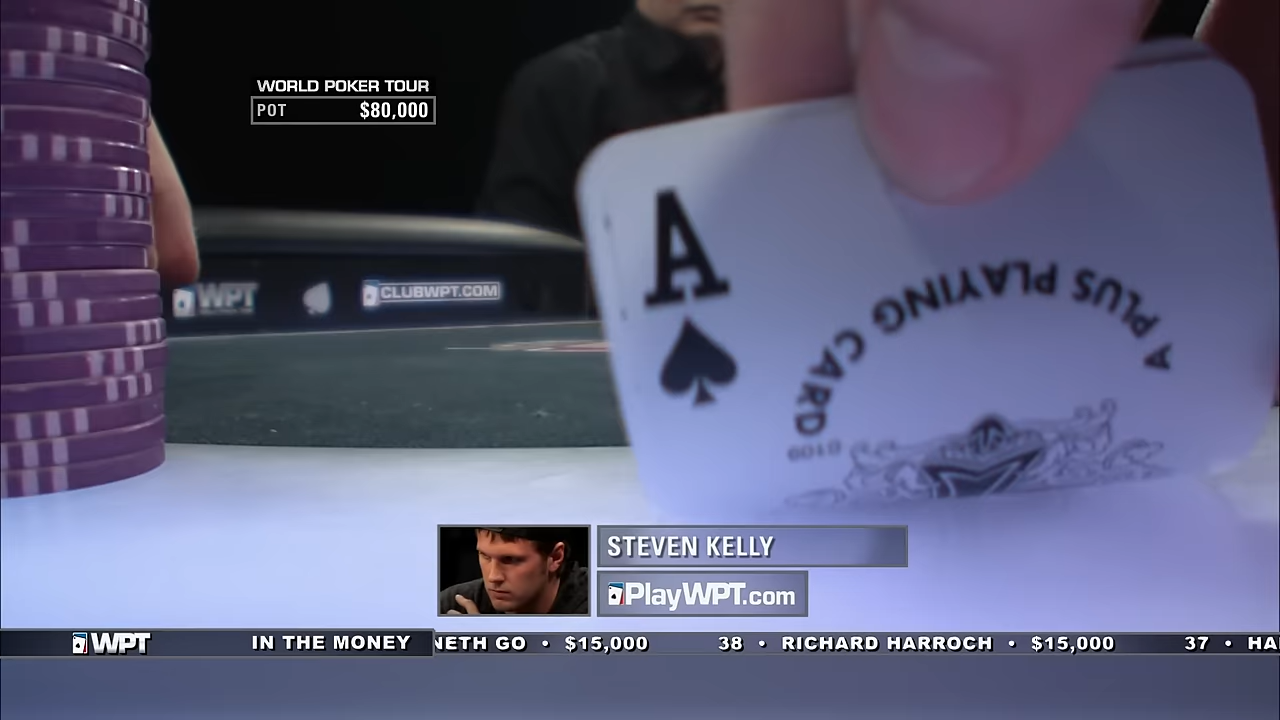 WORLD POKER TOUR
POT $80,000
A
WPT
CLUBWPT.COM
A PLUS PLAYING CARD
0109
STEVEN KELLY
PlayWPT.com
WPT IN THE MONEY NETH GO • $15,000 38 • RICHARD HARROCH • $15,000 37 • HA